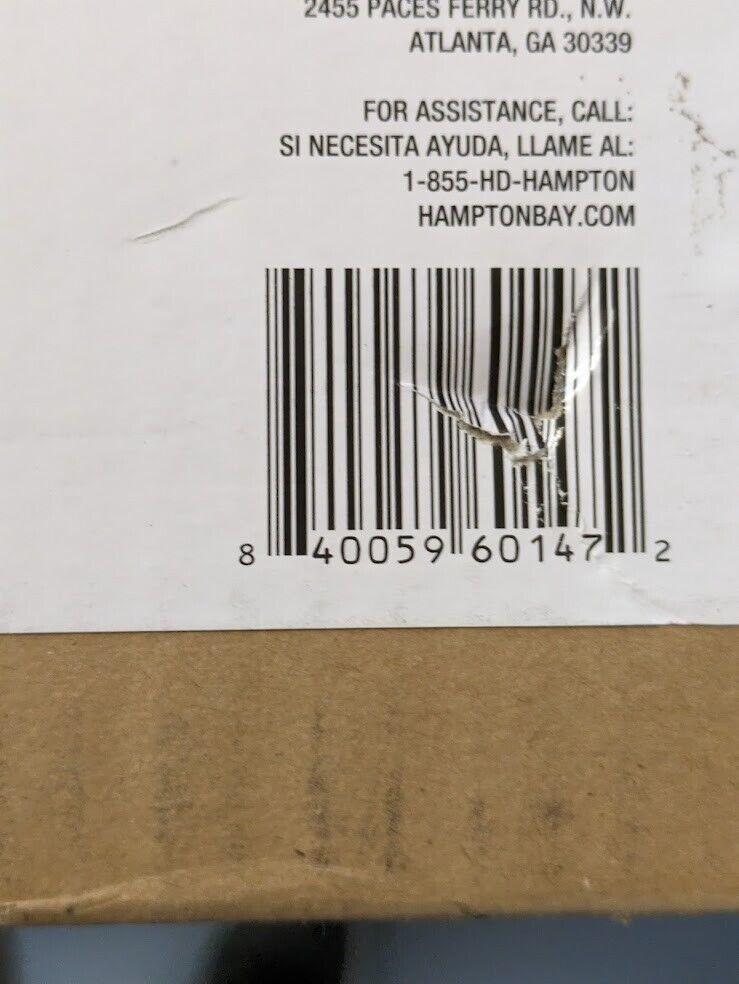 2455 PACES FERRY RD., N.W.
ATLANTA, GA 30339
FOR ASSISTANCE, CALL:
SI NECESITA AYUDA, LLAME AL:
1-855-HD-HAMPTON
HAMPTONBAY.COM
8 40059 60147 2